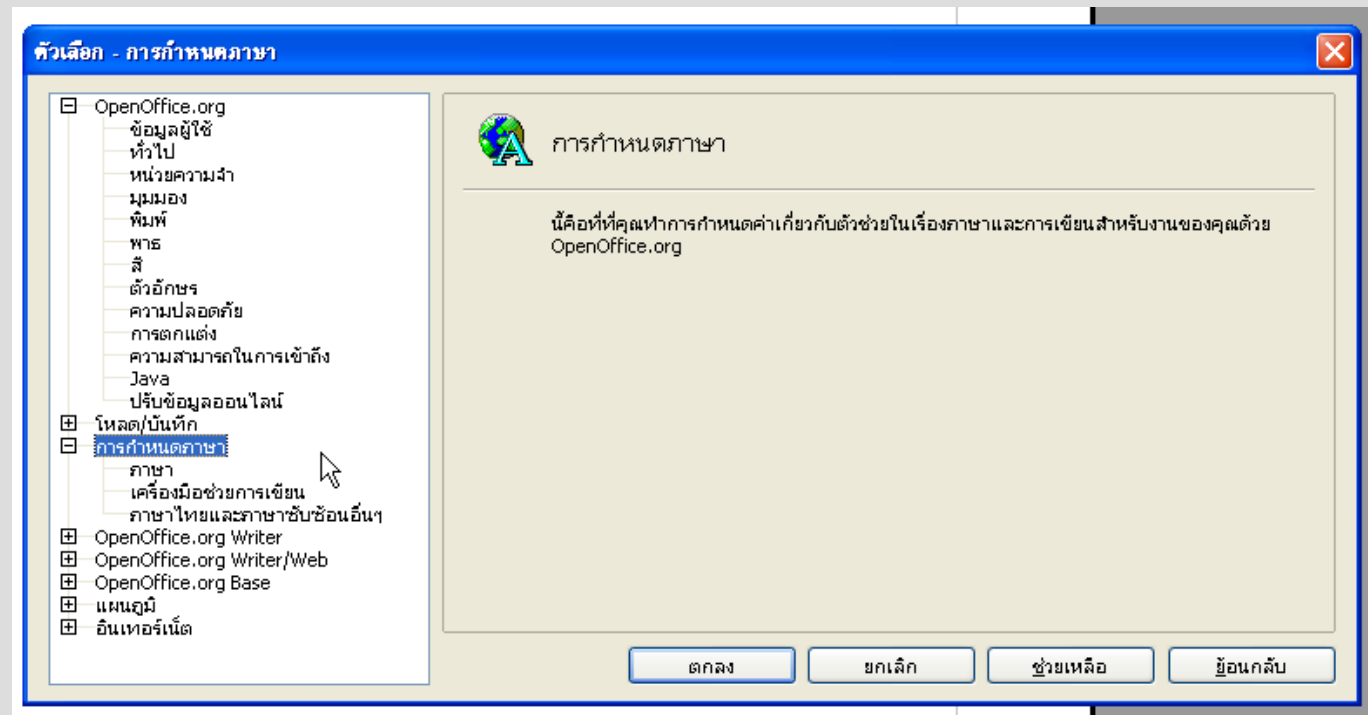 ตัวเลือก - การกำหนดภาษา
OpenOffice.org
ข้อมูลผู้ใช้
ทั่วไป
หน่วยความจำ
มุมมอง
พิมพ์
พาธ
สี
ตัวอักษร
ความปลอดภัย
การตกแต่ง
ความสามารถในการเข้าถึง
Java
ปรับข้อมูลออนไลน์
โหลด/บันทึก
การกำหนดภาษา
ภาษา
เครื่องมือช่วยการเขียน
ภาษาไทยและภาษาซับซ้อนอื่นๆ
OpenOffice.org Writer
OpenOffice.org Writer/Web
OpenOffice.org Base
แผนภูมิ
อินเทอร์เน็ต
การกำหนดภาษา
นี้คือที่ที่คุณทำการกำหนดค่าเกี่ยวกับตัวช่วยในเรื่องภาษาและการเขียนสำหรับงานของคุณด้วย
OpenOffice.org
ตกลง
ยกเลิก
ช่วยเหลือ
ย้อนกลับ